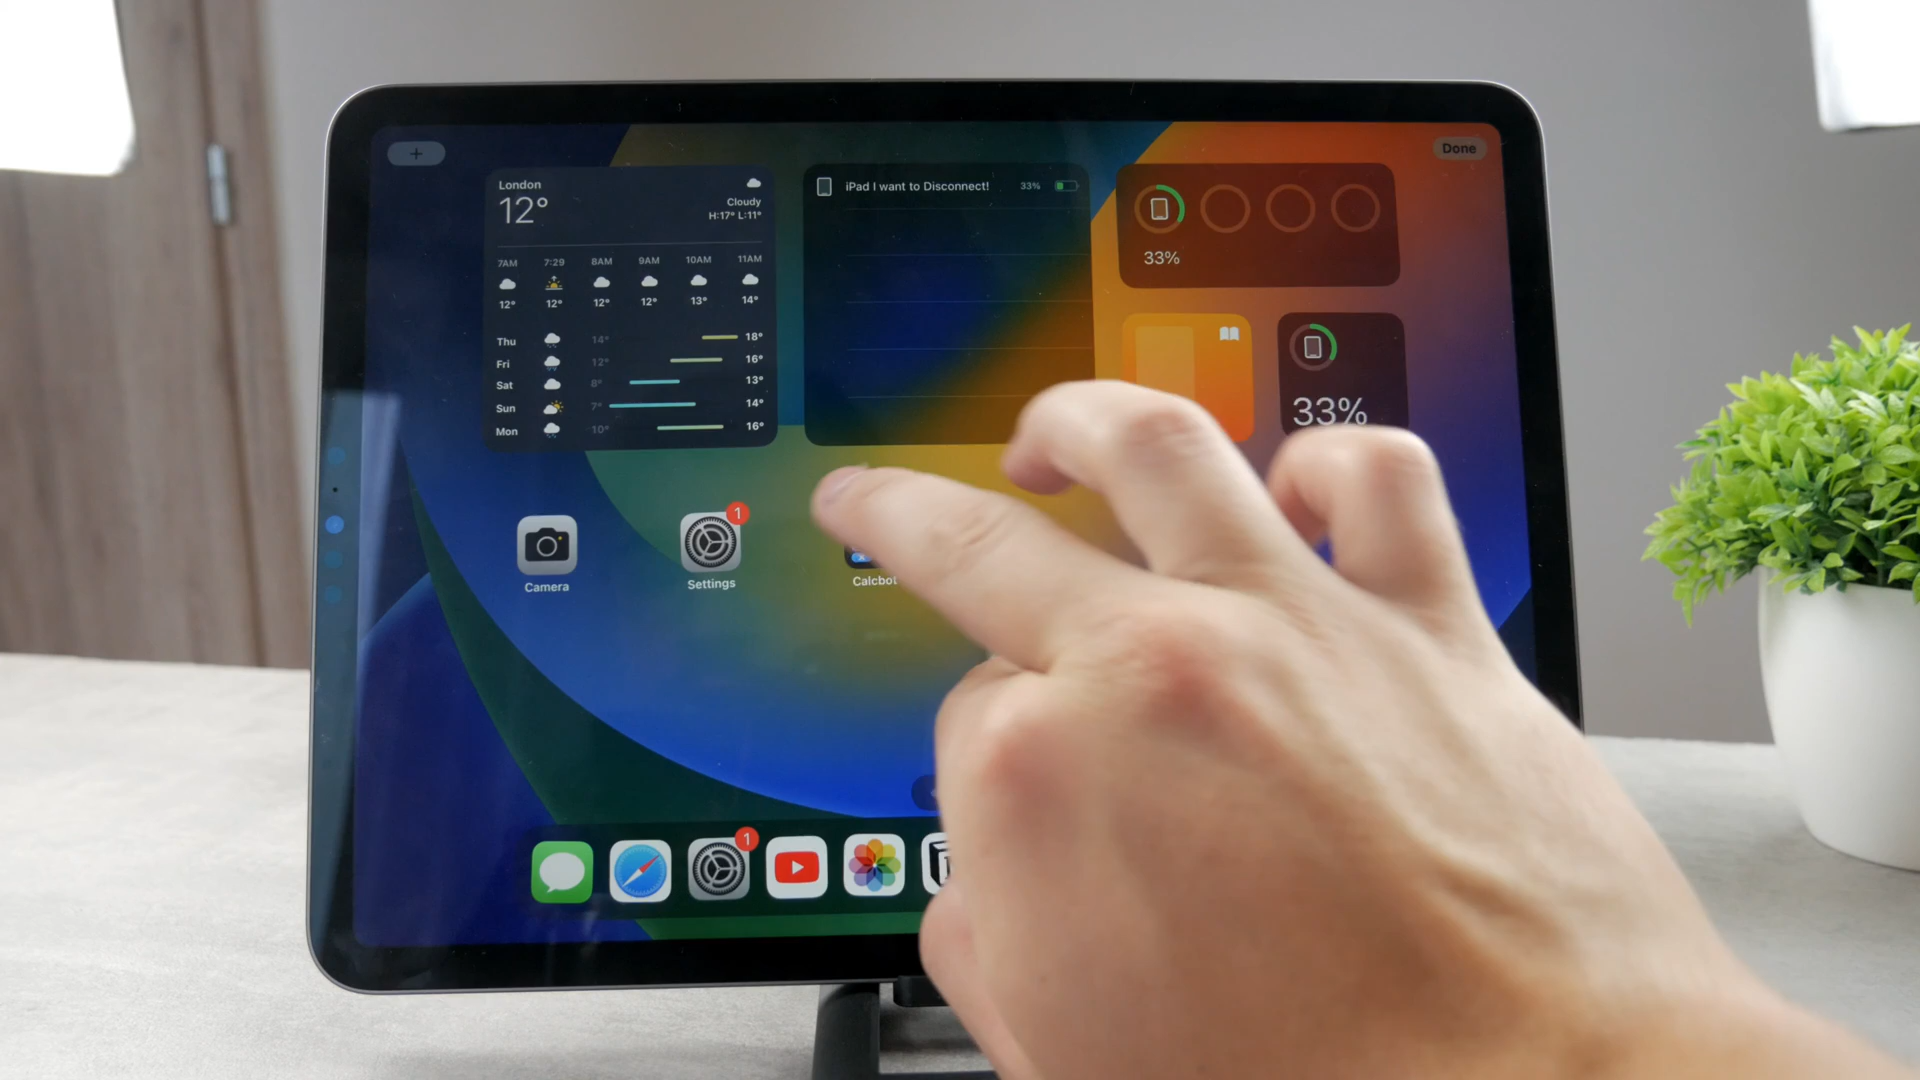 +
Done
London
12°
Cloudy
H:17° L:11°
7AM 7:29 8AM 9AM 10AM 11AM
12° 12° 12° 12° 13° 14°
Thu 14° 18°
Fri 12° 16°
Sat 8° 13°
Sun 7° 14°
Mon 10° 16°
iPad I want to Disconnect! 33%
33%
33%
1
Camera
Settings
Calcbot
1